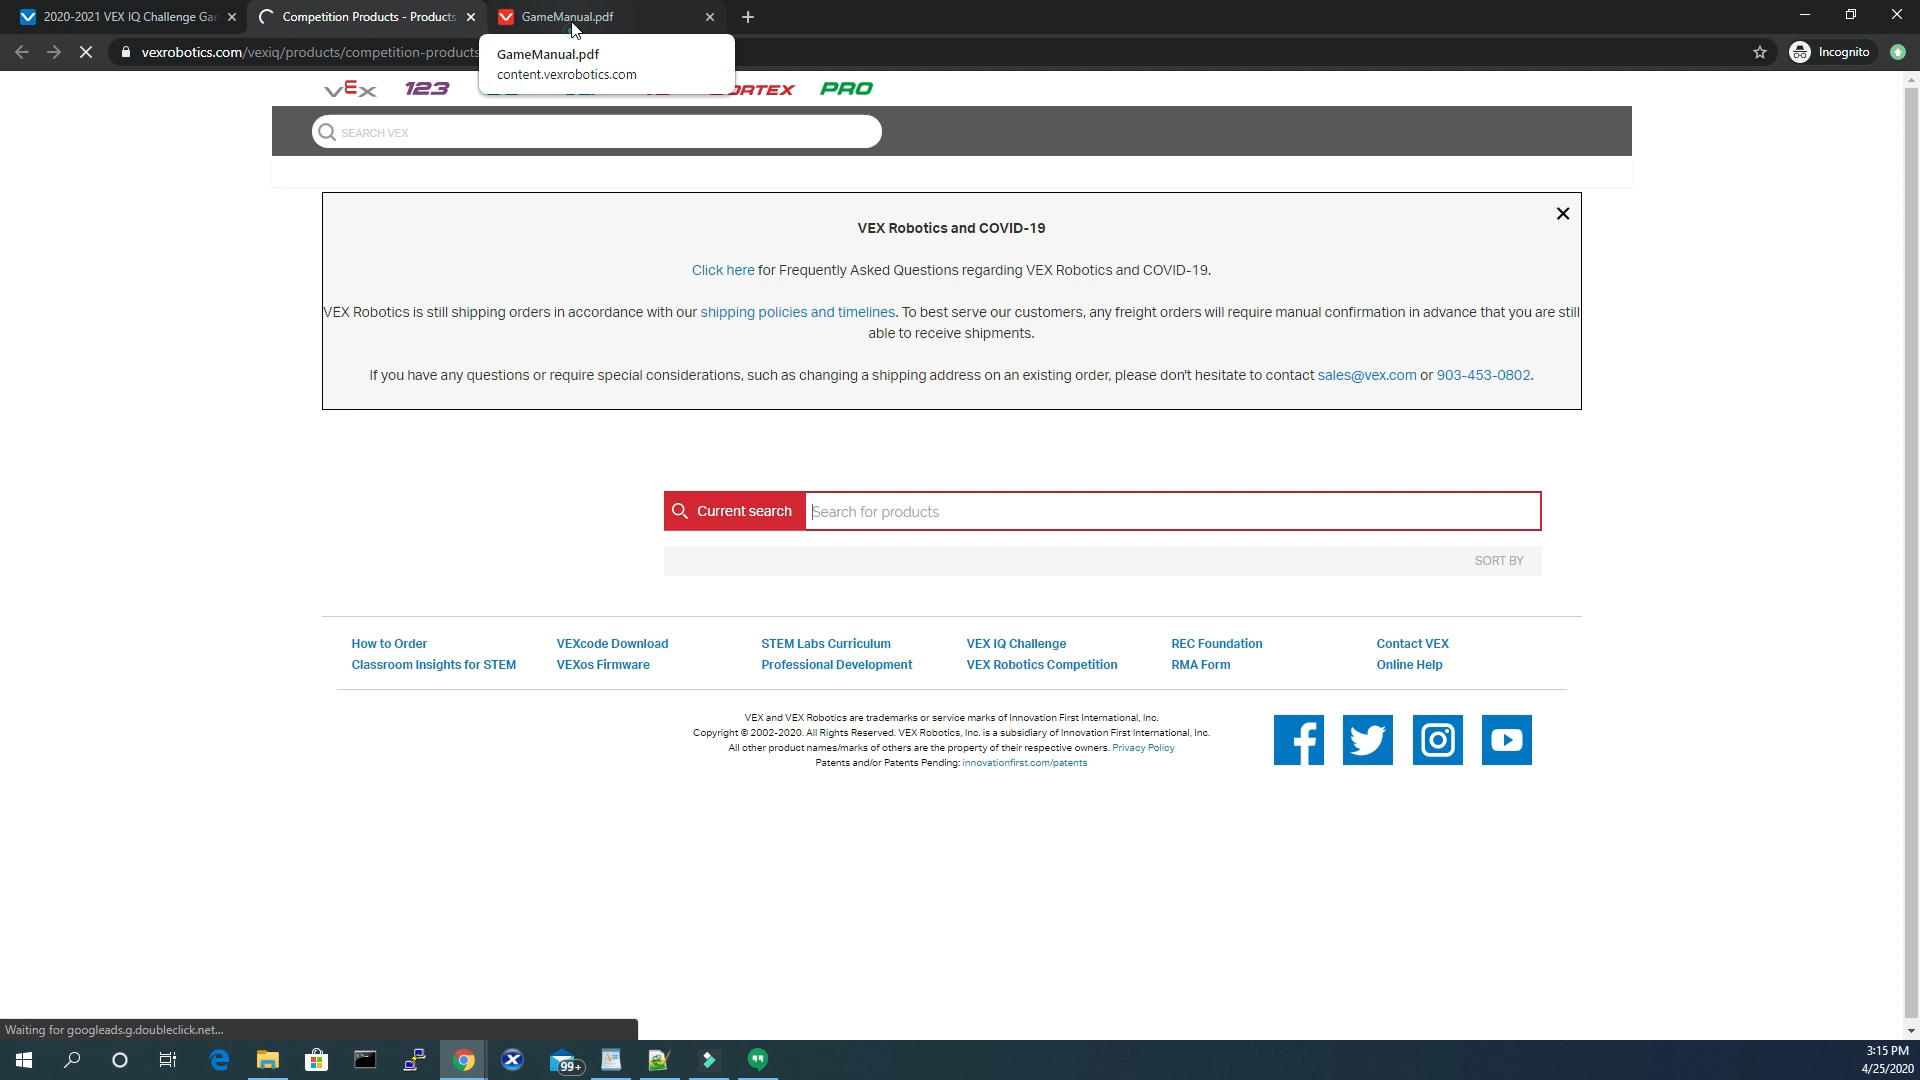 2020-2021 VEX IQ Challenge Gar
Competition Products - Products
GameManual.pdf
vexrobotics.com/vexiq/products/competition-products
Incognito
GameManual.pdf
content.vexrobotics.com
VEX 123 PRO
SEARCH VEX
VEX Robotics and COVID-19
Click here for Frequently Asked Questions regarding VEX Robotics and COVID-19.
VEX Robotics is still shipping orders in accordance with our shipping policies and timelines. To best serve our customers, any freight orders will require manual confirmation in advance that you are still
able to receive shipments.
If you have any questions or require special considerations, such as changing a shipping address on an existing order, please don't hesitate to contact sales@vex.com or 903-453-0802.
Current search
Search for products
SORT BY
How to Order VEXcode Download STEM Labs Curriculum VEX IQ Challenge REC Foundation Contact VEX
Classroom Insights for STEM VEXos Firmware Professional Development VEX Robotics Competition RMA Form Online Help
VEX and VEX Robotics are trademarks or service marks of Innovation First International, Inc.
Copyright © 2002-2020. All Rights Reserved. VEX Robotics, Inc. is a subsidiary of Innovation First International, Inc.
All other product names/marks of others are the property of their respective owners. Privacy Policy
Patents and/or Patents Pending: innovationfirst.com/patents
Waiting for googleads.g.doubleclick.net...
99+
3:15 PM
4/25/2020